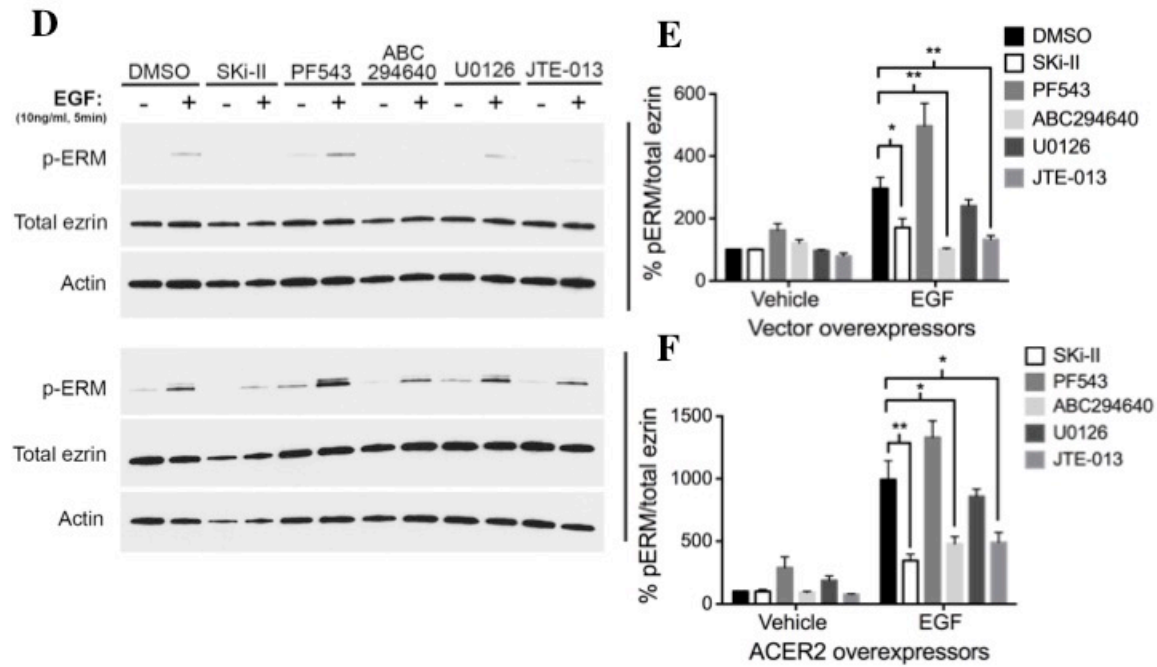 D
DMSO SKi-II PF543 ABC 294640 U0126 JTE-013
EGF: - + - + - + - + - + - +
(10ng/ml, 5min)
p-ERM
Total ezrin
Actin
p-ERM
Total ezrin
Actin
E
DMSO
SKi-II
PF543
ABC294640
U0126
JTE-013
% pERM/total ezrin
600
400
200
0
**
**
*
Vehicle EGF
Vector overexpressors
F
SKi-II
PF543
ABC294640
U0126
JTE-013
% pERM/total ezrin
1500
1000
500
0
*
*
**
Vehicle EGF
ACER2 overexpressors